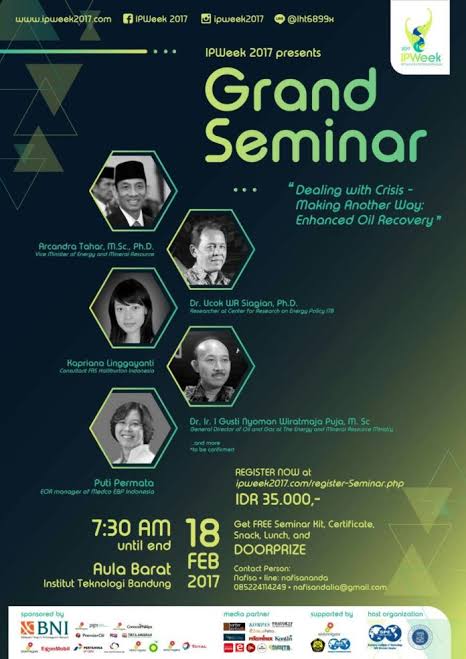 www.ipweek2017.com IPWeek 2017 ipweek2017 @lht6899x
2017
IPWeek
IPWeek 2017 presents
Grand
Seminar
"Dealing with Crisis -
Making Another Way:
Enhanced Oil Recovery"
Arcandra Tahar, M.Sc., Ph.D.
Vice Minister of Energy and Mineral Resource
Dr. Ucok WR Siagian, Ph.D.
Researcher at Center for Research on Energy Policy ITB
Kapriana Linggayanti
Consultant FRS Halliburton Indonesia
Dr. Ir. I Gusti Nyoman Wiratmaja Puja, M. Sc
General Director of Oil and Gas at The Energy and Mineral Resource Ministry
...and more
*to be confirmed
Puti Permata
EOR manager of Medco E&P Indonesia
REGISTER NOW at
ipweek2017.com/register-Seminar.php
IDR 35.000,-
7:30 AM
until end
Aula Barat
Institut Teknologi Bandung
18
FEB
2017
Get FREE Seminar Kit, Certificate,
Snack, Lunch, and
DOORPRIZE
Contact Person:
Nafisa • line: nafisananda
085224114249 • nafisandalia@gmail.com
sponsored by
BNI
ConocoPhillips
PremierOil
ExxonMobil
PERTAMINA
TOTAL
media partner
supported by
host organization
SPE